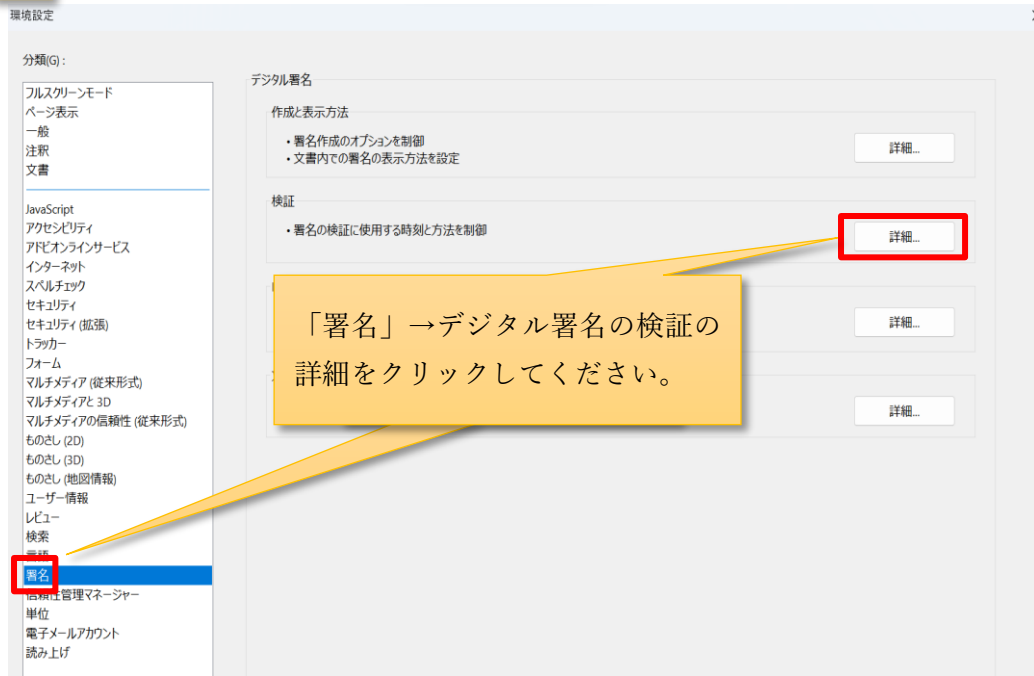 環境設定
分類(G) :
フルスクリーンモード
ページ表示
一般
注釈
文書
JavaScript
アクセシビリティ
アドビオンラインサービス
インターネット
スペルチェック
セキュリティ
セキュリティ (拡張)
トラッカー
フォーム
マルチメディア (従来形式)
マルチメディアと 3D
マルチメディアの信頼性 (従来形式)
ものさし (2D)
ものさし (3D)
ものさし (地図情報)
ユーザー情報
レビュー
検索
言語
署名
信頼性管理マネージャー
単位
電子メールアカウント
読み上げ
デジタル署名
作成と表示方法
・署名作成のオプションを制御
・文書内での署名の表示方法を設定
詳細...
検証
・署名の検証に使用する時刻と方法を制御
詳細...
「署名」→デジタル署名の検証の
詳細をクリックしてください。
詳細...
詳細...